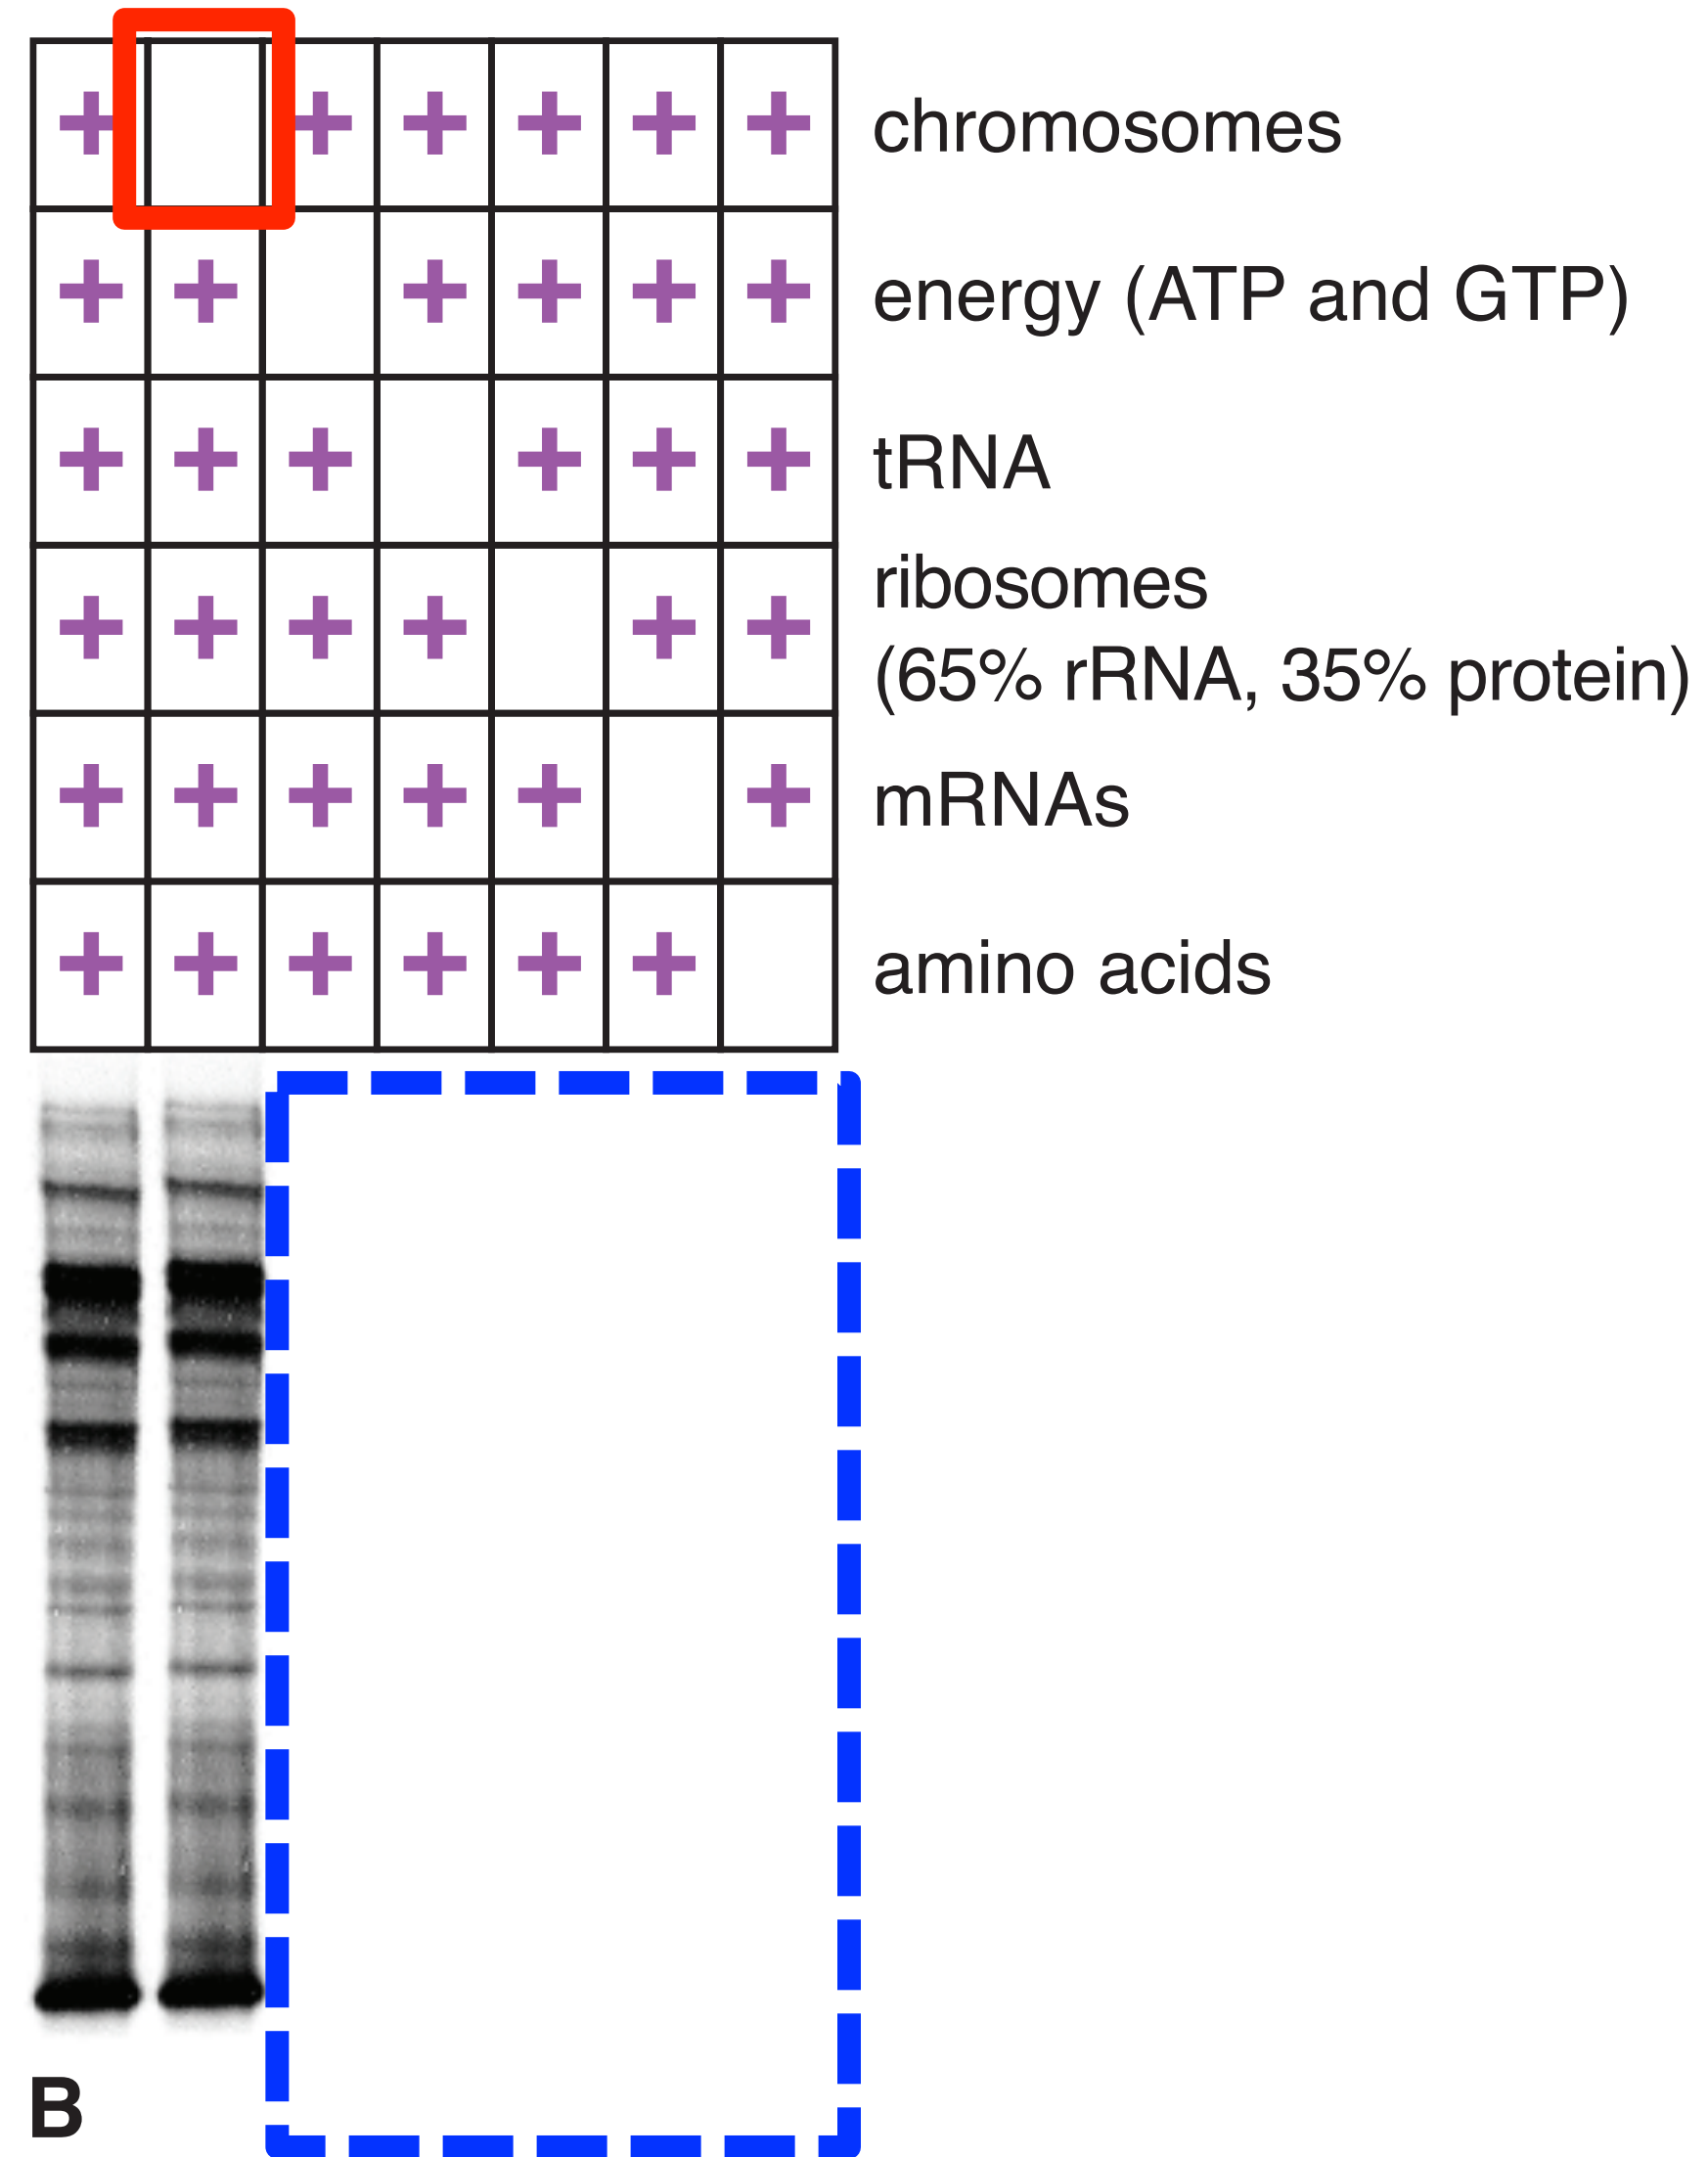 + + + + + + chromosomes
+ + + + + + energy (ATP and GTP)
+ + + + + + tRNA
+ + + + + + ribosomes
(65% rRNA, 35% protein)
+ + + + + + mRNAs
+ + + + + + amino acids
B